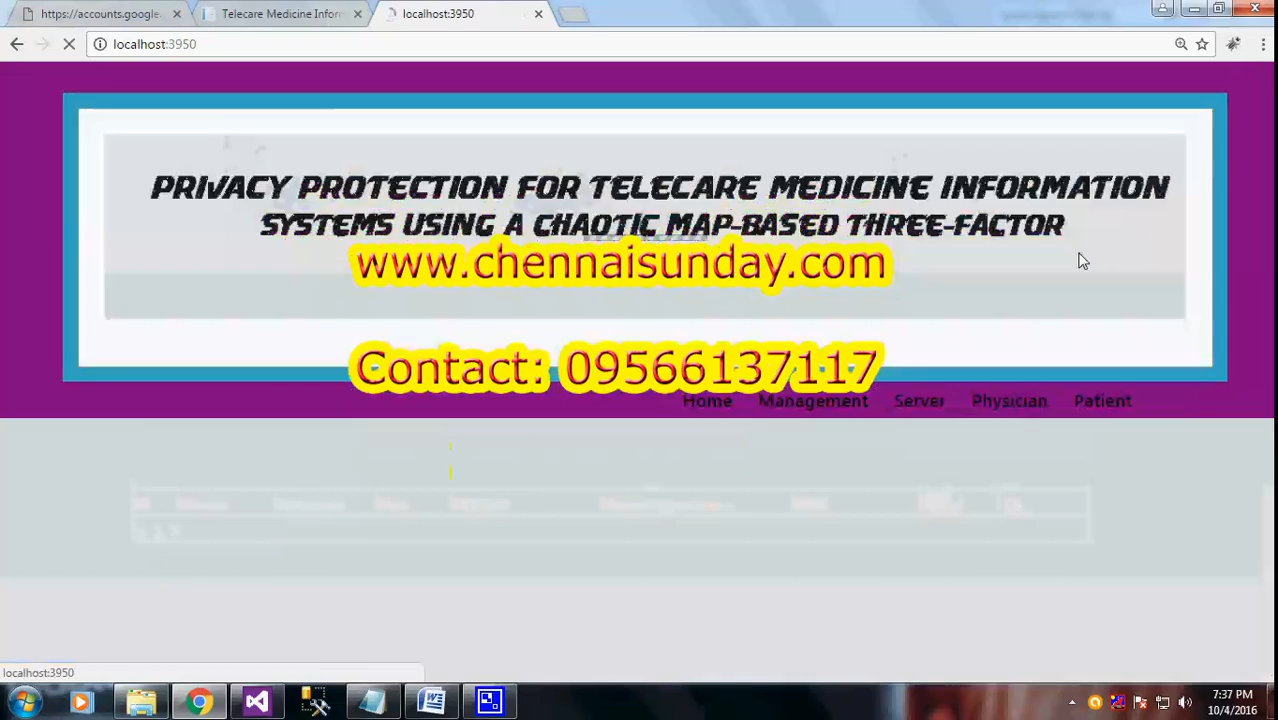 https://accounts.google.
Telecare Medicine Inforr
localhost:3950
localhost:3950
PRIVACY PROTECTION FOR TELECARE MEDICINE INFORMATION
SYSTEMS USING A CHAOTIC MAP-BASED THREE-FACTOR
www.chennaisunday.com
Contact: 09566137117
Home Management Server Physician Patient
localhost:3950
7:37 PM
10/4/2016